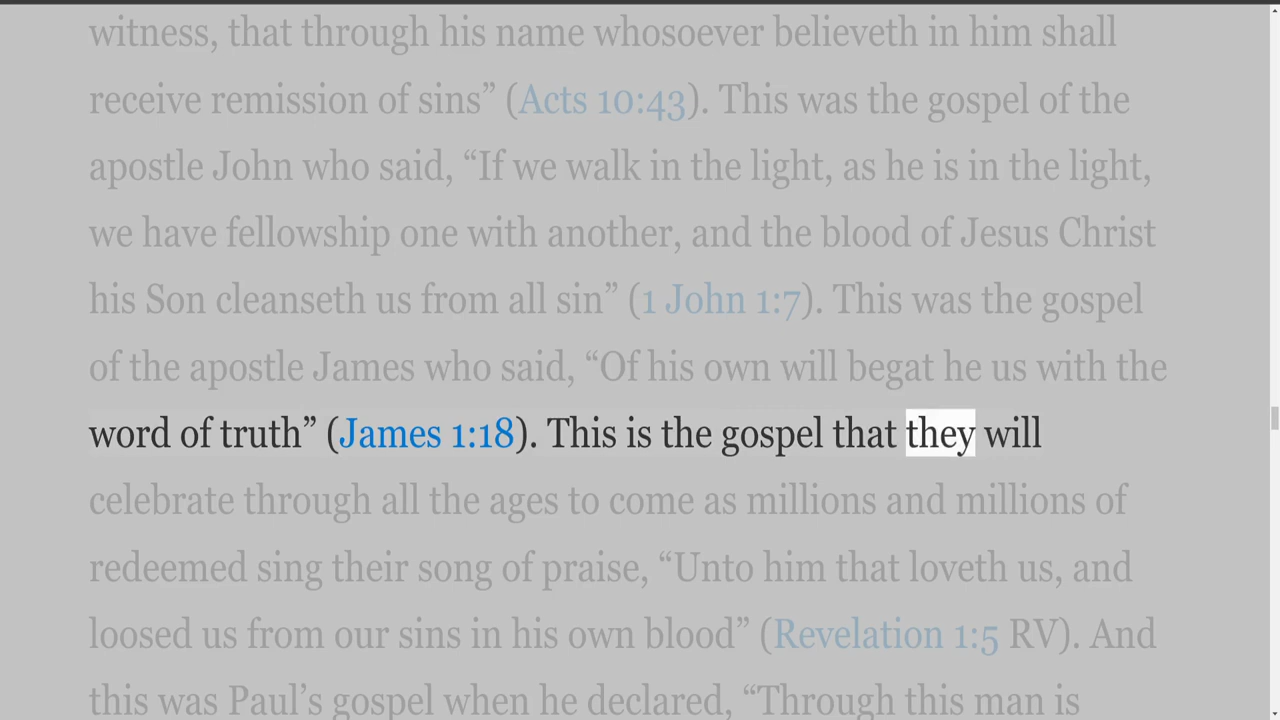 witness, that through his name whosoever believeth in him shall
receive remission of sins” (Acts 10:43). This was the gospel of the
apostle John who said, “If we walk in the light, as he is in the light,
we have fellowship one with another, and the blood of Jesus Christ
his Son cleanseth us from all sin” (1 John 1:7). This was the gospel
of the apostle James who said, “Of his own will begat he us with the
word of truth” (James 1:18). This is the gospel that they will
celebrate through all the ages to come as millions and millions of
redeemed sing their song of praise, “Unto him that loveth us, and
loosed us from our sins in his own blood” (Revelation 1:5 RV). And
this was Paul’s gospel when he declared, “Through this man is